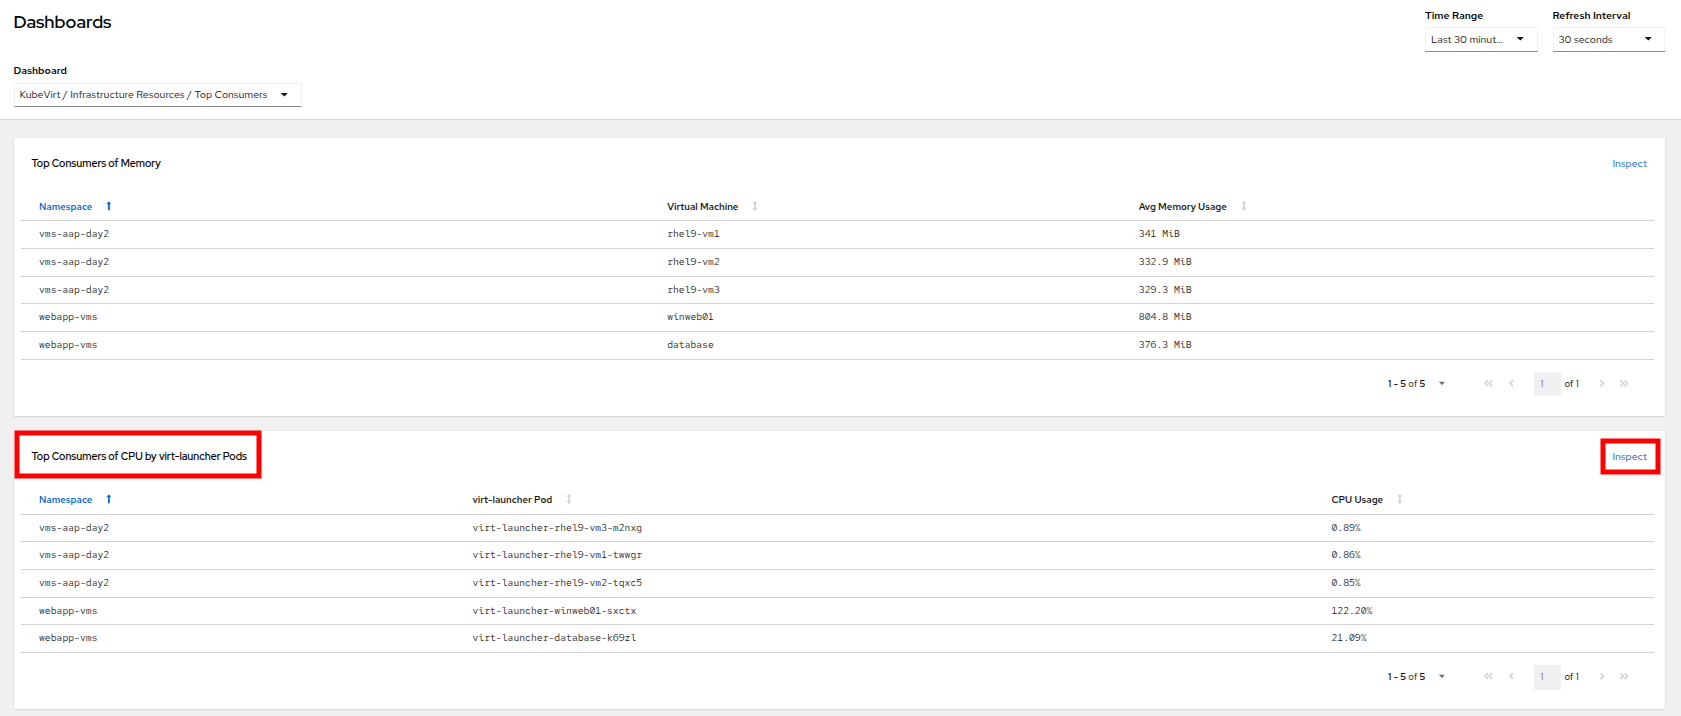 Dashboards
Time Range
Refresh Interval
Last 30 minut...
30 seconds
Dashboard
KubeVirt / Infrastructure Resources / Top Consumers
Top Consumers of Memory
Inspect
Namespace Virtual Machine Avg Memory Usage
vms-aap-day2 rhel9-vm1 341 MiB
vms-aap-day2 rhel9-vm2 332.9 MiB
vms-aap-day2 rhel9-vm3 329.3 MiB
webapp-vms winweb01 804.8 MiB
webapp-vms database 376.3 MiB
1 - 5 of 5 1 of 1
Top Consumers of CPU by virt-launcher Pods
Inspect
Namespace virt-launcher Pod CPU Usage
vms-aap-day2 virt-launcher-rhel9-vm3-m2nxg 0.89%
vms-aap-day2 virt-launcher-rhel9-vm1-twwgr 0.86%
vms-aap-day2 virt-launcher-rhel9-vm2-tqxc5 0.85%
webapp-vms virt-launcher-winweb01-sxctx 122.20%
webapp-vms virt-launcher-database-k69zl 21.09%
1 - 5 of 5 1 of 1